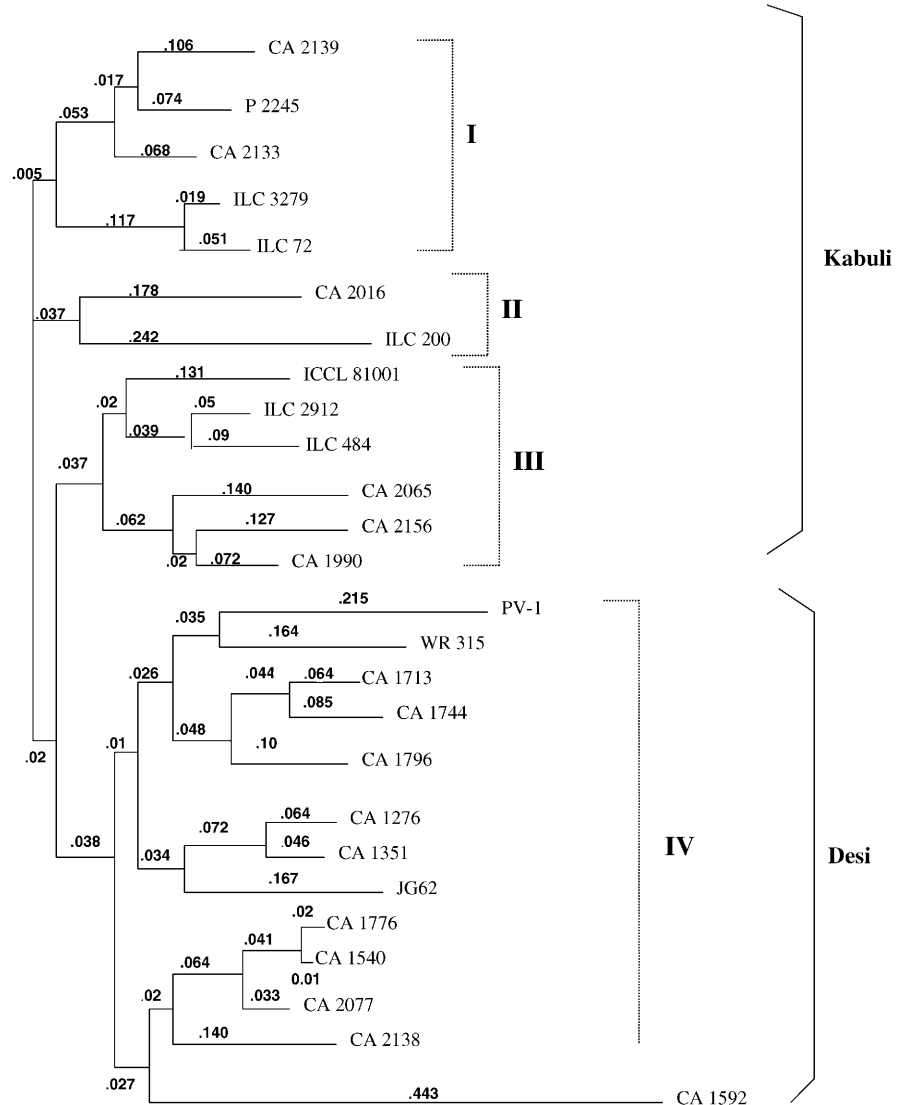 .106
CA 2139
.017
.074
P 2245
.053
.068
CA 2133
I
.005
.019
ILC 3279
.117
.051
ILC 72
Kabuli
.178
CA 2016
II
.037
.242
ILC 200
.131
ICCL 81001
.02
.05
ILC 2912
.039
.09
ILC 484
III
.037
.140
CA 2065
.062
.127
CA 2156
.02
.072
CA 1990
.215
PV-1
.035
.164
WR 315
.026
.044
.064
CA 1713
.085
CA 1744
.048
.10
CA 1796
.01
.02
.064
CA 1276
.072
.046
CA 1351
.038
.034
.167
JG62
IV
Desi
.02
CA 1776
.041
CA 1540
0.01
.064
.033
CA 2077
.02
.140
CA 2138
.027
.443
CA 1592